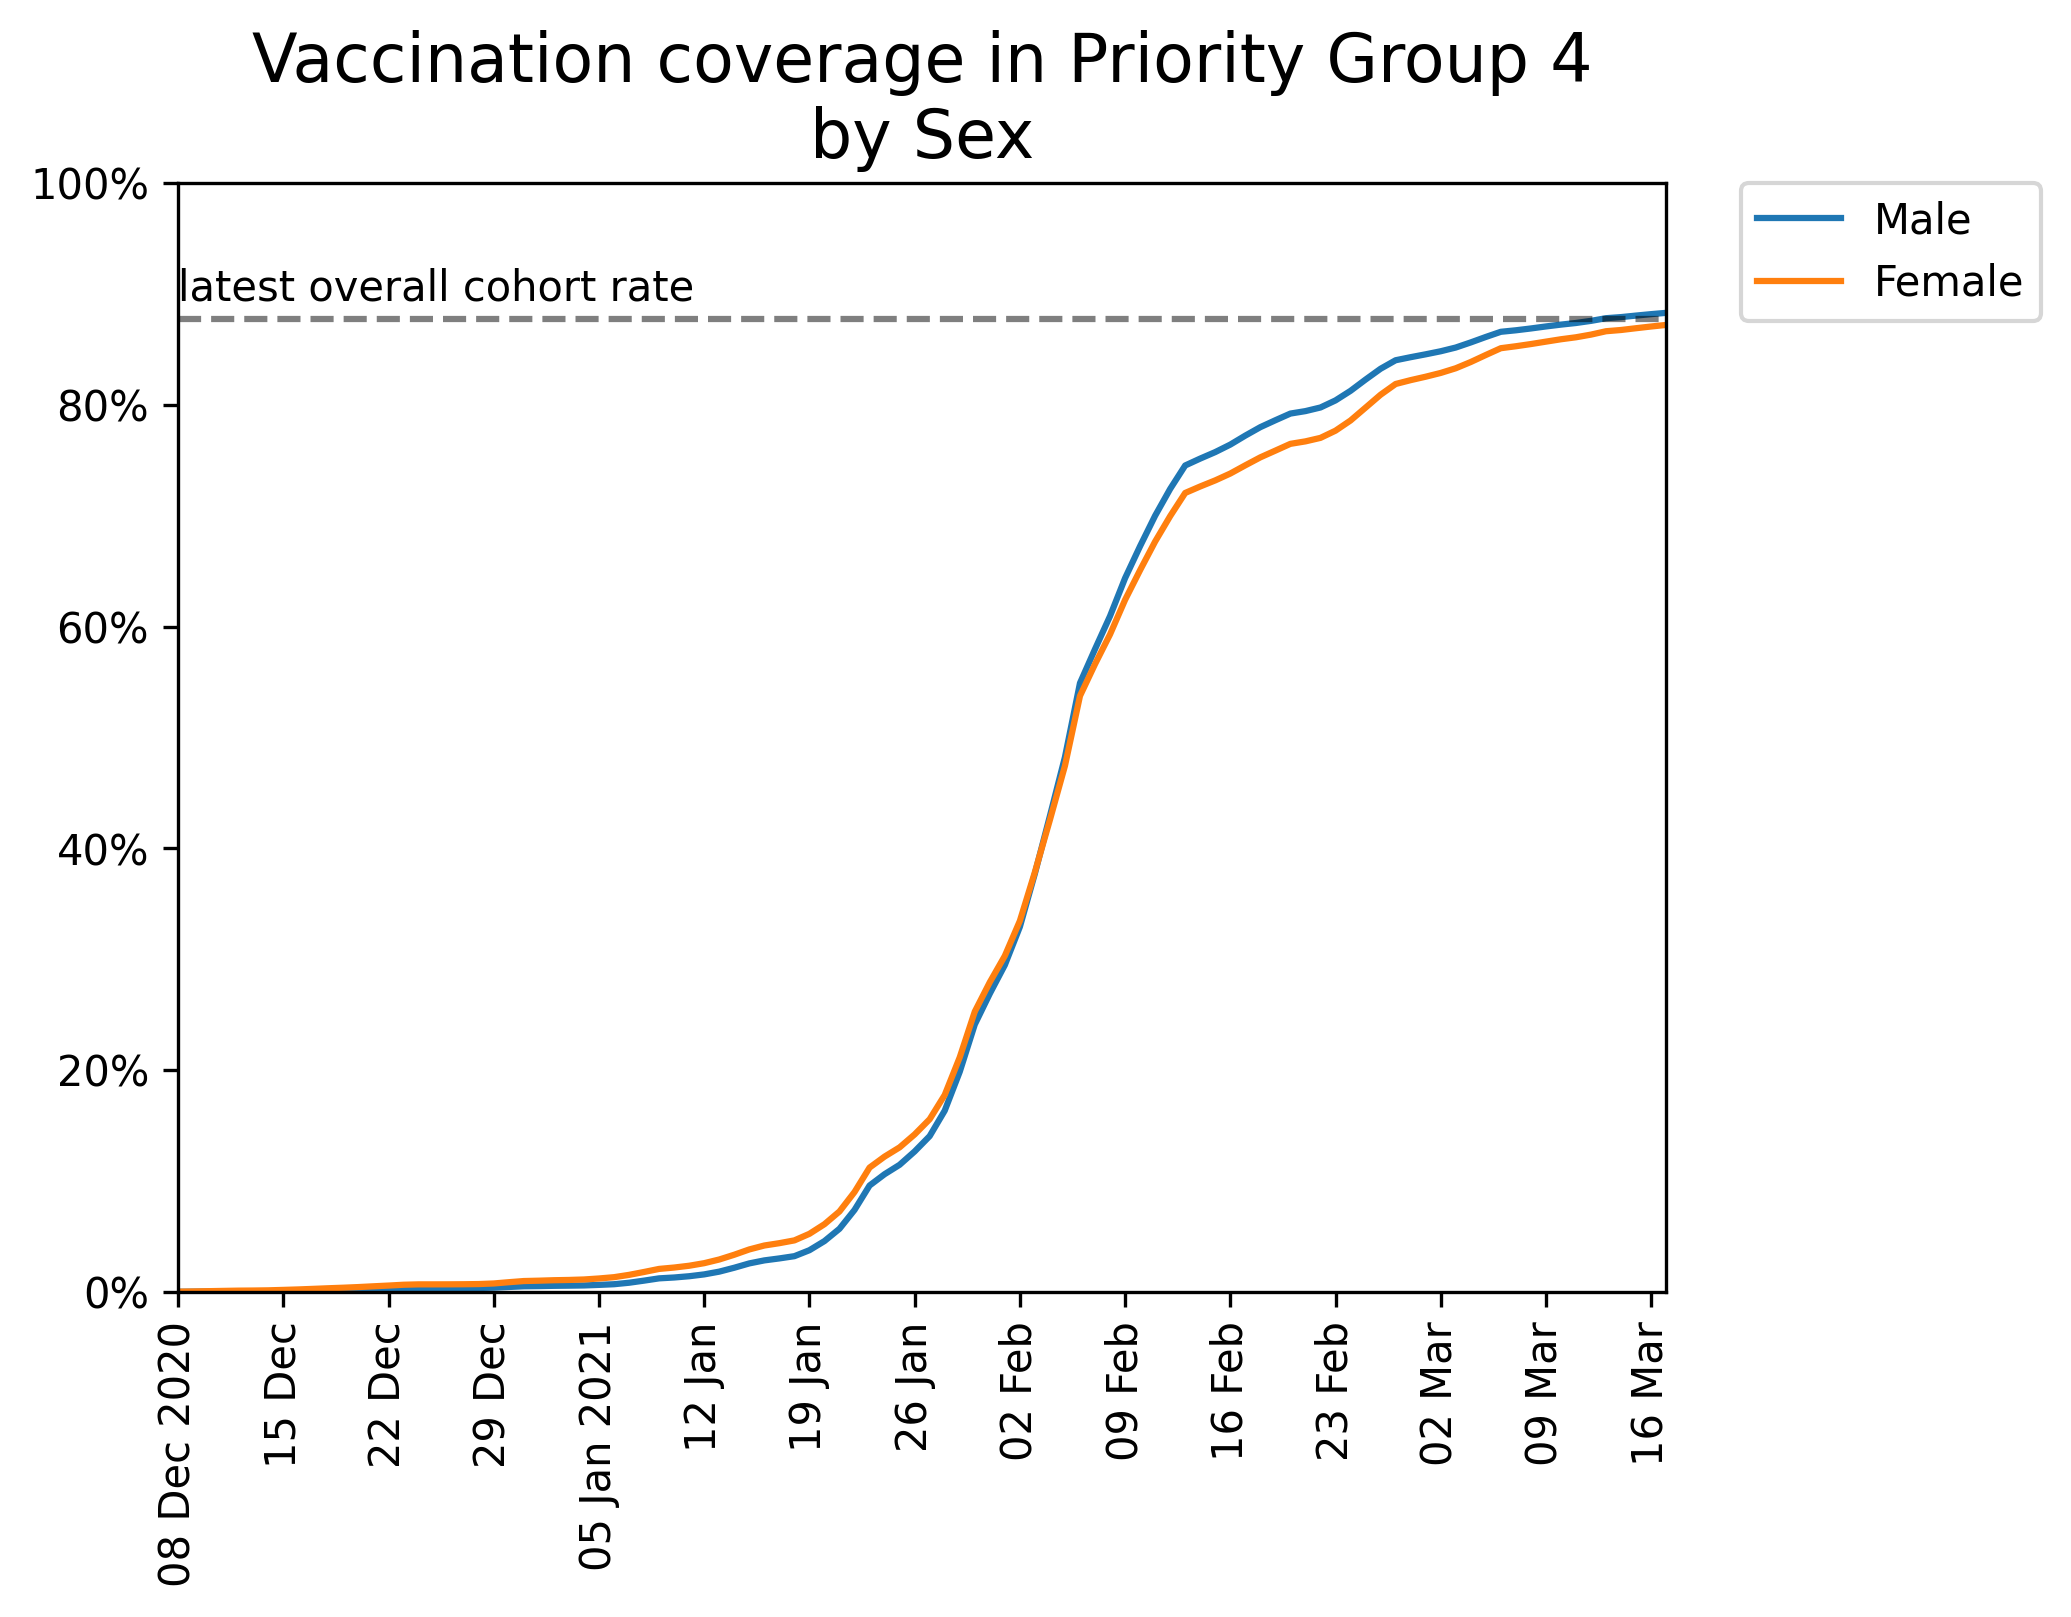 Vaccination coverage in Priority Group 4
by Sex
100%
80%
60%
40%
20%
0%
latest overall cohort rate
Male
Female
08 Dec 2020
15 Dec
22 Dec
29 Dec
05 Jan 2021
12 Jan
19 Jan
26 Jan
02 Feb
09 Feb
16 Feb
23 Feb
02 Mar
09 Mar
16 Mar